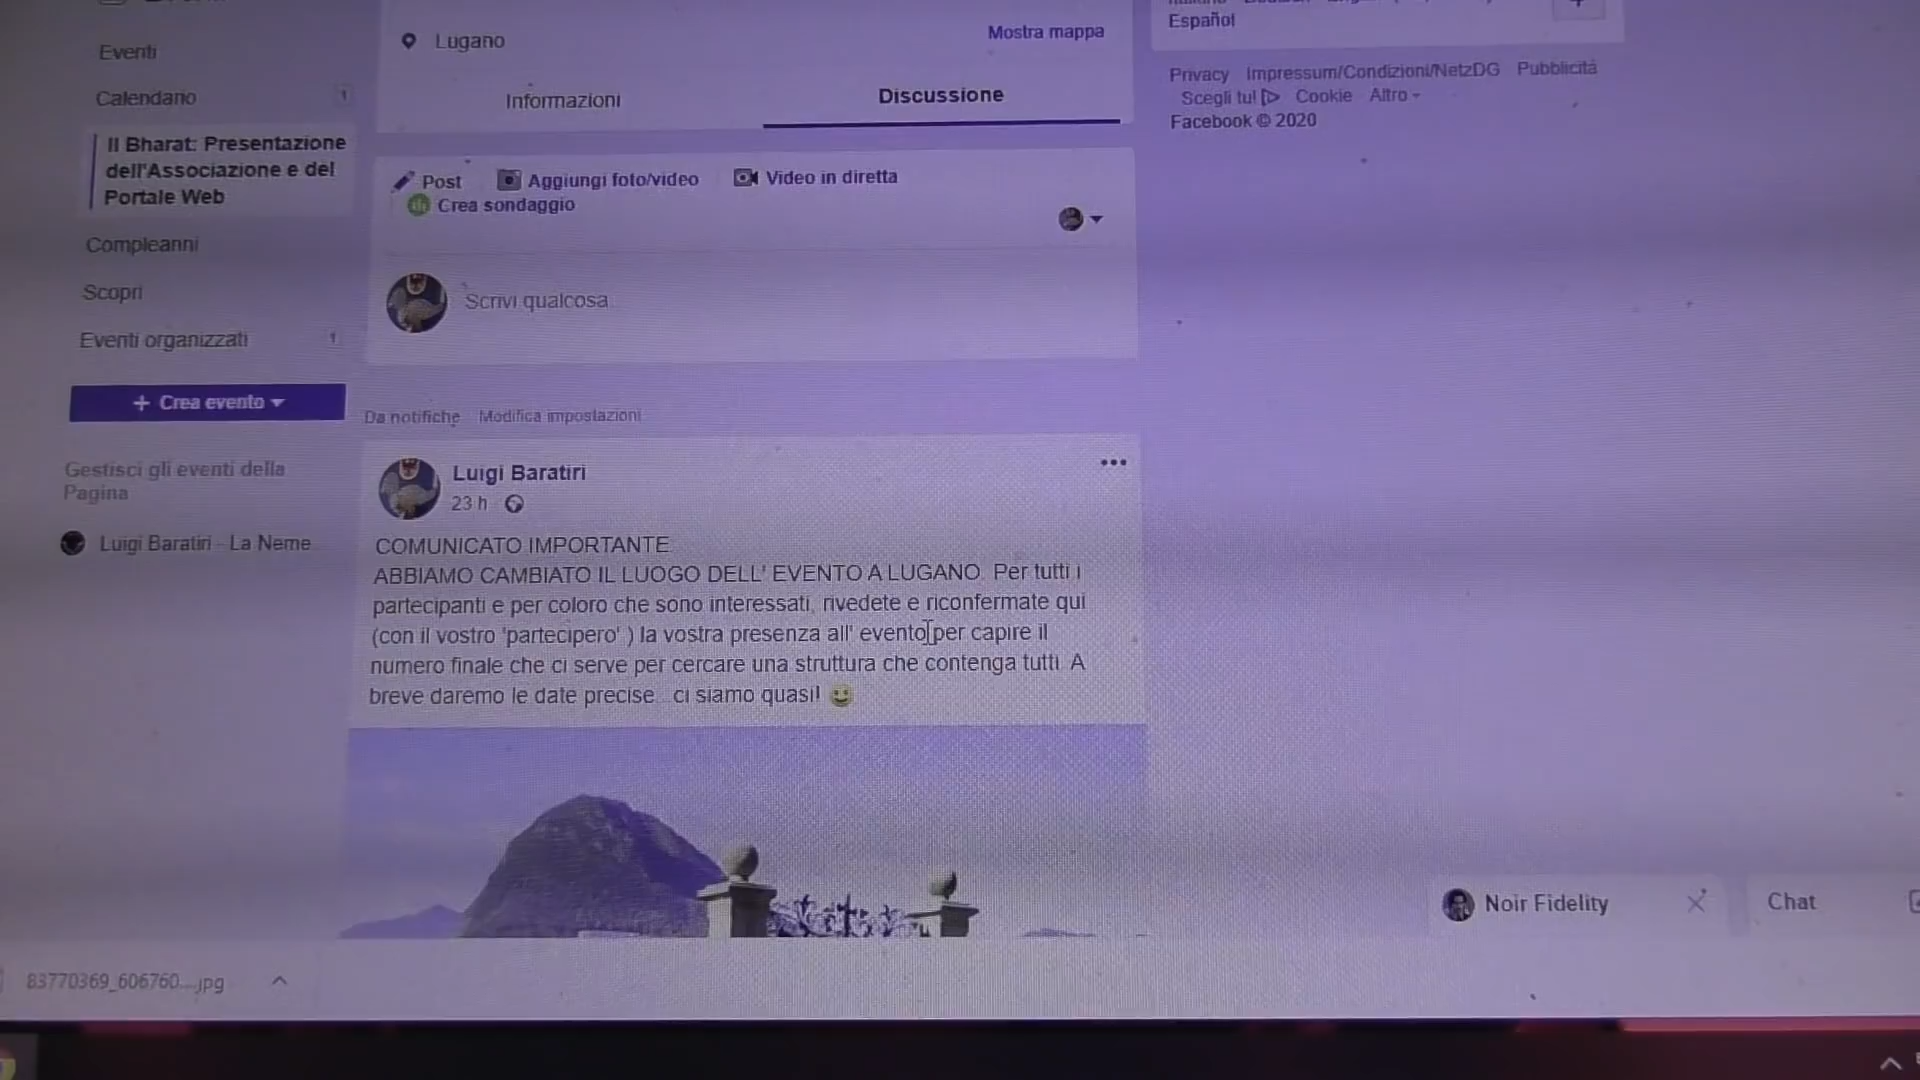 Eventi
Calendario
1
Il Bharat: Presentazione
dell'Associazione e del
Portale Web
Compleanni
Scopri
Eventi organizzati
1
+ Crea evento
Gestisci gli eventi della
Pagina
Luigi Baratiri - La Neme
Lugano
Mostra mappa
Informazioni
Discussione
Post
Aggiungi foto/video
Video in diretta
Crea sondaggio
Scrivi qualcosa
Da notifiche
Modifica impostazioni
Luigi Baratiri
23 h
COMUNICATO IMPORTANTE
ABBIAMO CAMBIATO IL LUOGO DELL' EVENTO A LUGANO. Per tutti i
partecipanti e per coloro che sono interessati, rivedete e riconfermate qui
(con il vostro 'partecipero' ) la vostra presenza all' evento per capire il
numero finale che ci serve per cercare una struttura che contenga tutti. A
breve daremo le date precise...ci siamo quasi!
Español
Privacy Impressum/Condizioni/NetzDG Pubblicità
Scegli tu! Cookie Altro
Facebook © 2020
Noir Fidelity
Chat
83770369_606760....jpg